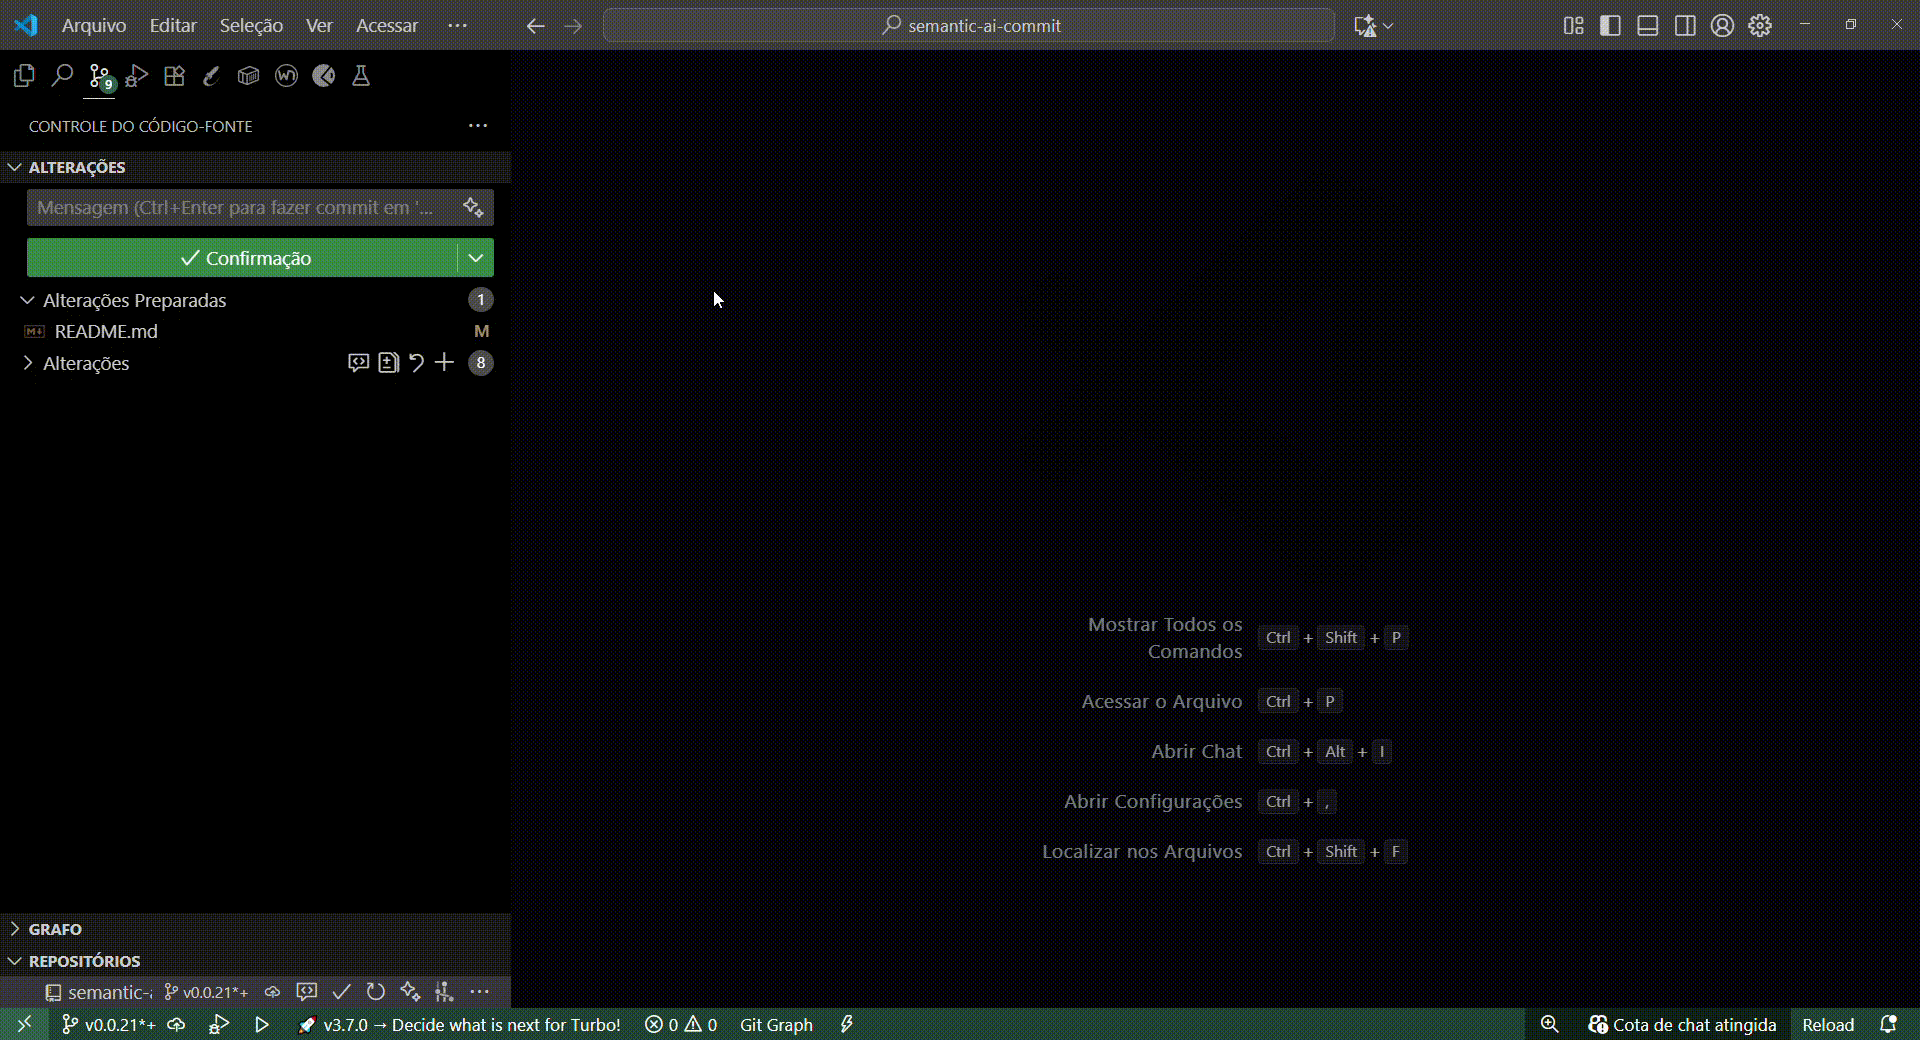 Arquivo Editar Seleção Ver Acessar ··· semantic-ai-commit
9
CONTROLE DO CÓDIGO-FONTE ···
ALTERAÇÕES
Mensagem (Ctrl+Enter para fazer commit em '...
Confirmação
Alterações Preparadas 1
README.md M
Alterações 8
Mostrar Todos os
Comandos Ctrl + Shift + P
Acessar o Arquivo Ctrl + P
Abrir Chat Ctrl + Alt + I
Abrir Configurações Ctrl + ,
Localizar nos Arquivos Ctrl + Shift + F
GRAFO
REPOSITÓRIOS
semantic-a v0.0.21*+ ···
v0.0.21*+ v3.7.0 → Decide what is next for Turbo! 0 0 Git Graph Cota de chat atingida Reload